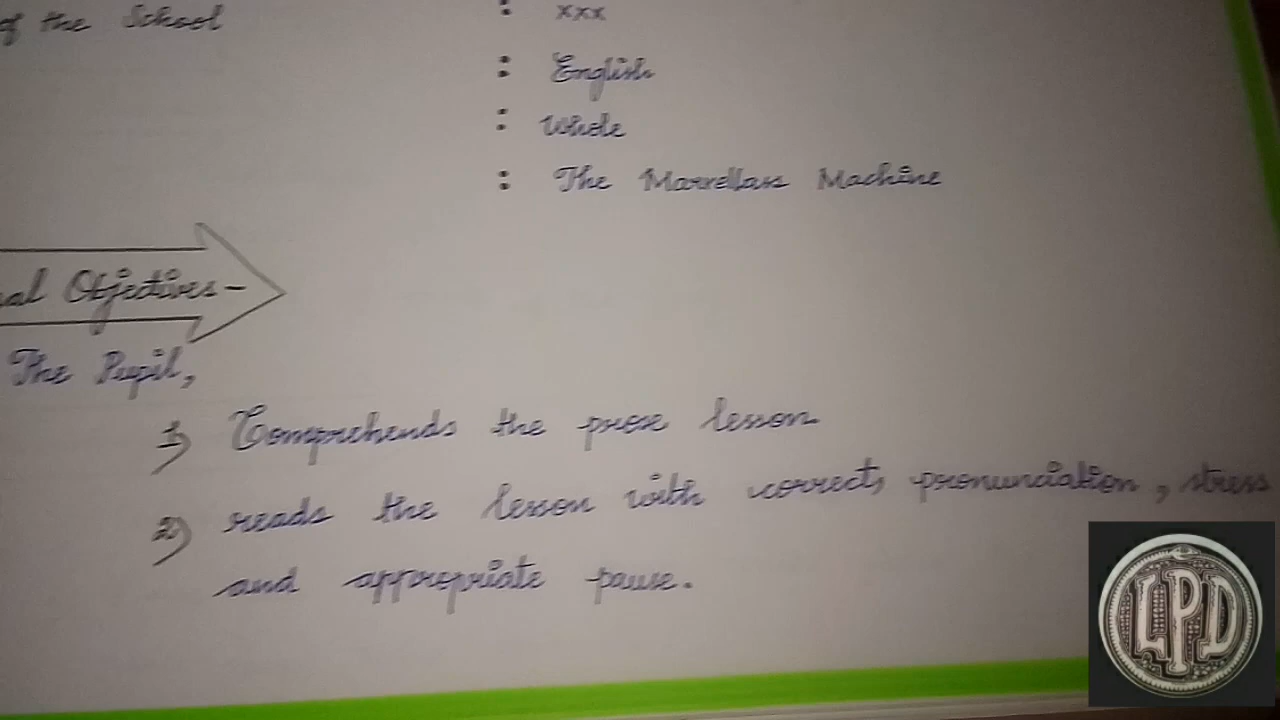 of the School : xxx
: English
: Whole
: The Marvellass Machine
al Objectives-
The Pupil,
1) Comprehends the prose lesson.
2) reads the lesson with correct, pronunciation, stress
and appropriate pause.
LPD